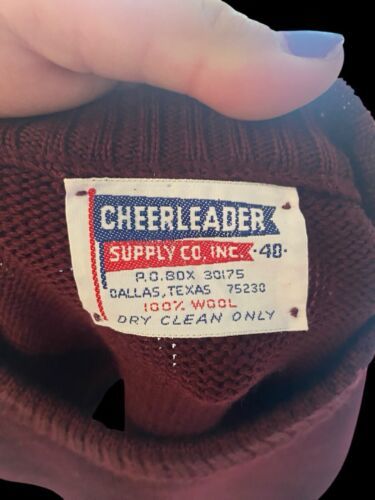 CHEERLEADER
SUPPLY CO. INC. ·40·
P.O. BOX 30175
DALLAS, TEXAS 75230
100% WOOL
DRY CLEAN ONLY